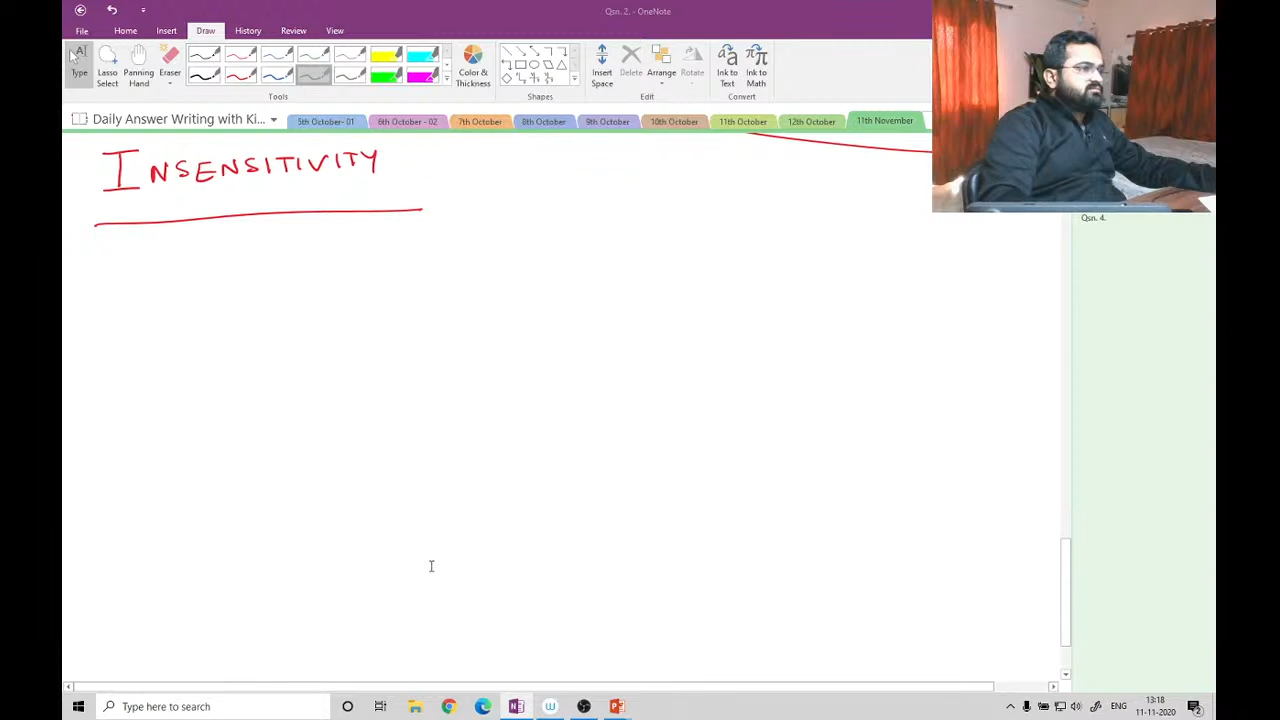 Qsn. 2. - OneNote
File Home Insert Draw History Review View
Type
Lasso Select
Panning Hand
Eraser
Color & Thickness
Insert Space
Delete
Arrange
Rotate
Ink to Text
Ink to Math
Tools Shapes Edit Convert
Daily Answer Writing with Ki... 5th October- 01 6th October - 02 7th October 8th October 9th October 10th October 11th October 12th October 11th November
INSENSITIVITY
Qsn. 4.
Type here to search
ENG
13:18
11-11-2020
2